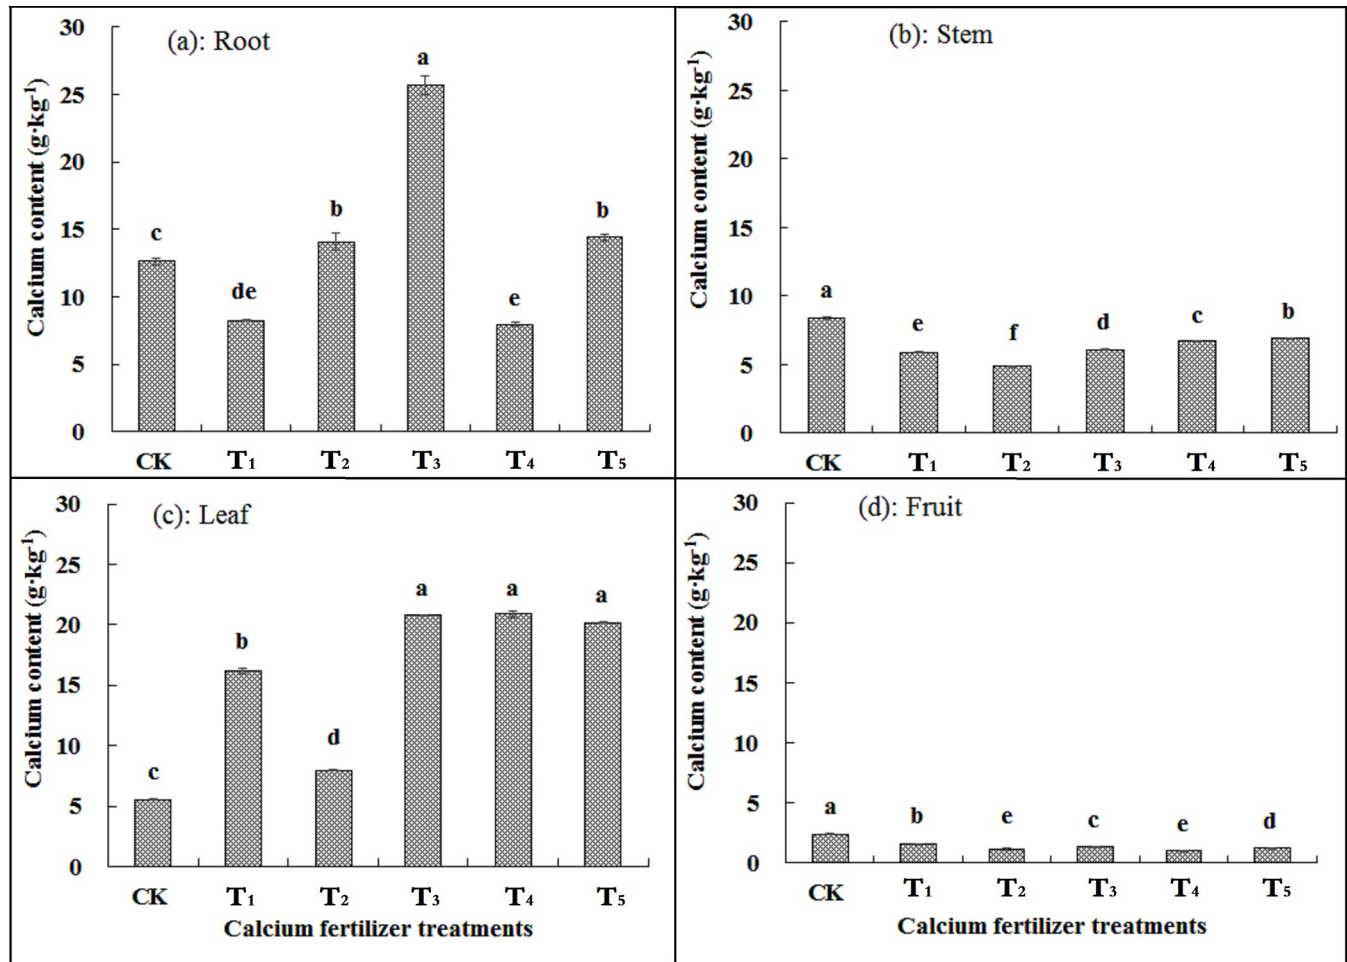 (a): Root
Calcium content (g·kg-1)
30
25
20
15
10
5
0
c
de
b
a
e
b
CK T1 T2 T3 T4 T5
(b): Stem
Calcium content (g·kg-1)
30
25
20
15
10
5
0
a
e
f
d
c
b
CK T1 T2 T3 T4 T5
(c): Leaf
Calcium content (g·kg-1)
30
25
20
15
10
5
0
c
b
d
a
a
a
CK T1 T2 T3 T4 T5
Calcium fertilizer treatments
(d): Fruit
Calcium content (g·kg-1)
30
25
20
15
10
5
0
a
b
e
c
e
d
CK T1 T2 T3 T4 T5
Calcium fertilizer treatments